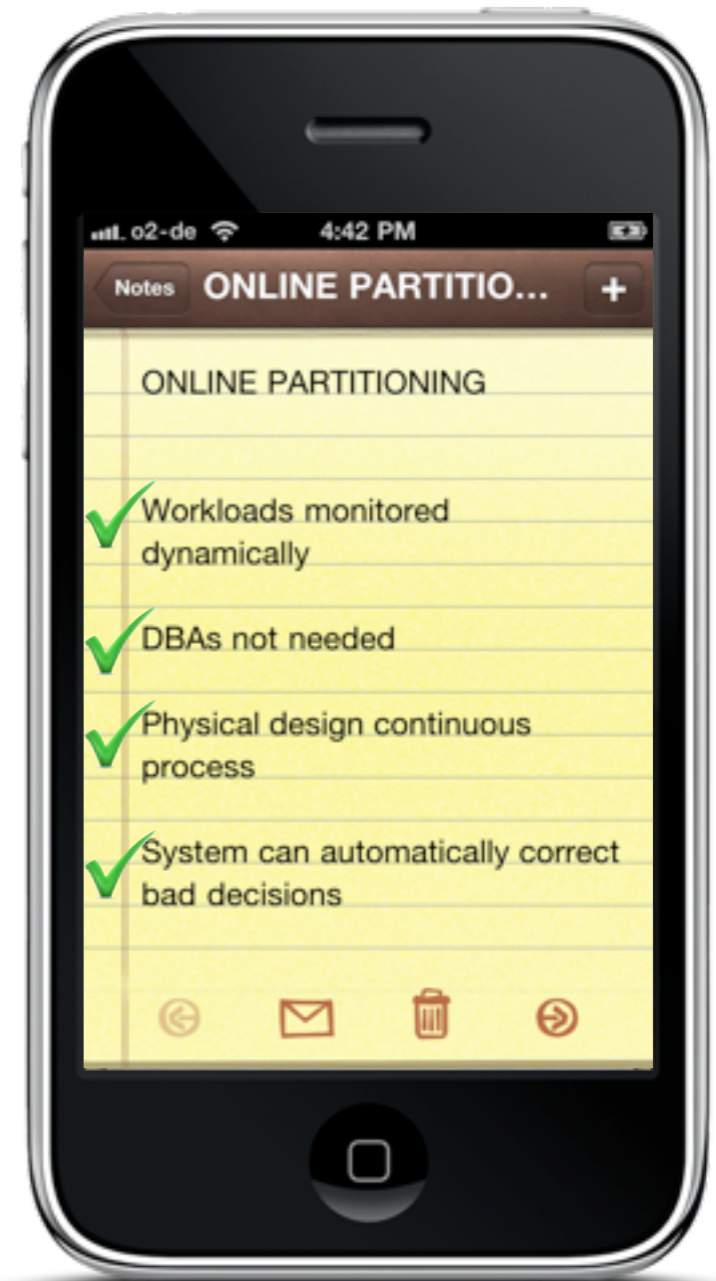 o2-de 4:42 PM
Notes ONLINE PARTITIO... +
ONLINE PARTITIONING
Workloads monitored
dynamically
DBAs not needed
Physical design continuous
process
System can automatically correct
bad decisions